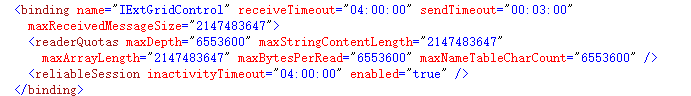 <binding name="IExtGridControl" receiveTimeout="04:00:00" sendTimeout="00:03:00"
maxReceivedMessageSize="2147483647">
<readerQuotas maxDepth="6553600" maxStringContentLength="2147483647"
maxArrayLength="2147483647" maxBytesPerRead="6553600" maxNameTableCharCount="6553600" />
<reliableSession inactivityTimeout="04:00:00" enabled="true" />
</binding>